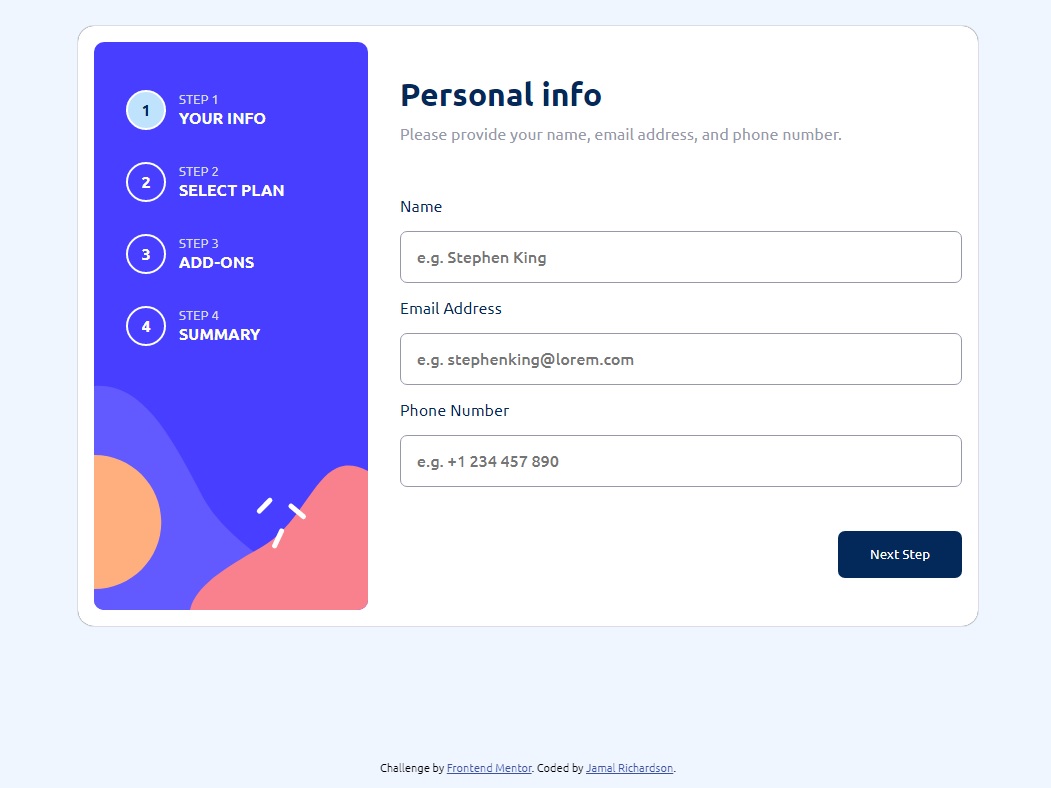 1
STEP 1
YOUR INFO
2
STEP 2
SELECT PLAN
3
STEP 3
ADD-ONS
4
STEP 4
SUMMARY
Personal info
Please provide your name, email address, and phone number.
Name
e.g. Stephen King
Email Address
e.g. stephenking@lorem.com
Phone Number
e.g. +1 234 457 890
Next Step
Challenge by Frontend Mentor. Coded by Jamal Richardson.